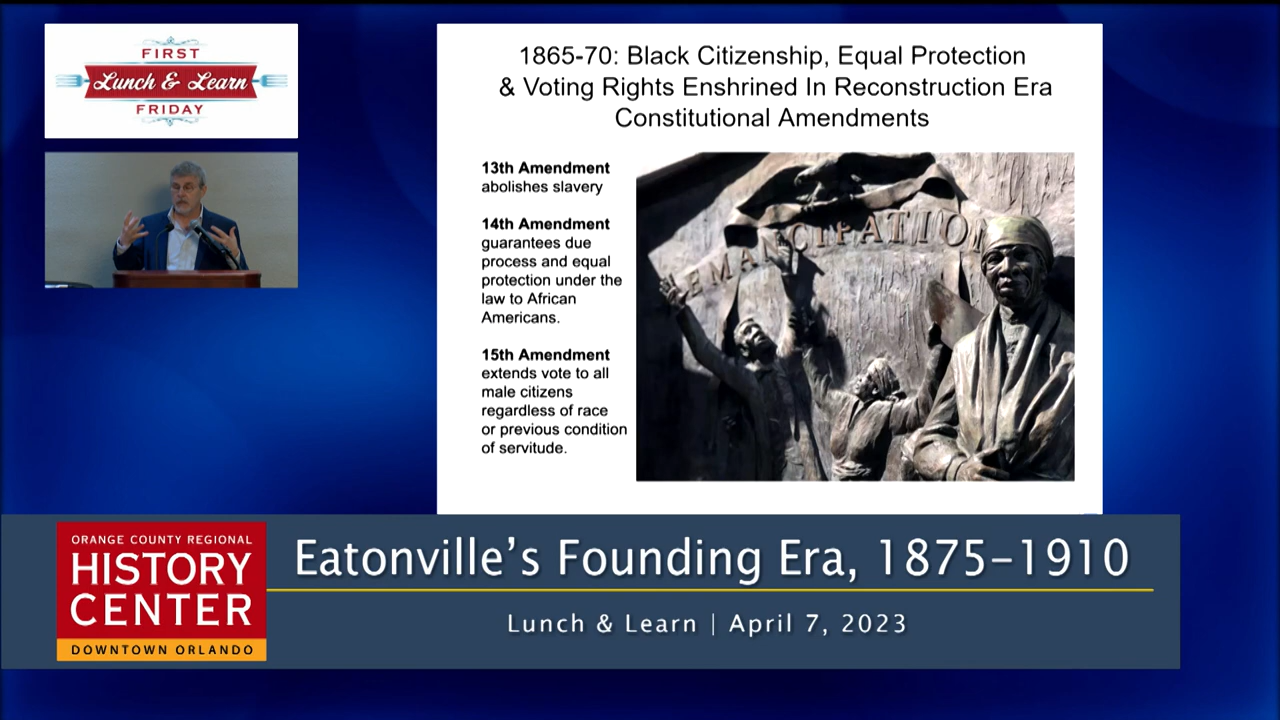 FIRST
Lunch & Learn
FRIDAY
1865-70: Black Citizenship, Equal Protection
& Voting Rights Enshrined In Reconstruction Era
Constitutional Amendments
13th Amendment
abolishes slavery
14th Amendment
guarantees due
process and equal
protection under the
law to African
Americans.
15th Amendment
extends vote to all
male citizens
regardless of race
or previous condition
of servitude.
EMANCIPATION
ORANGE COUNTY REGIONAL
HISTORY
CENTER
DOWNTOWN ORLANDO
Eatonville’s Founding Era, 1875–1910
Lunch & Learn | April 7, 2023